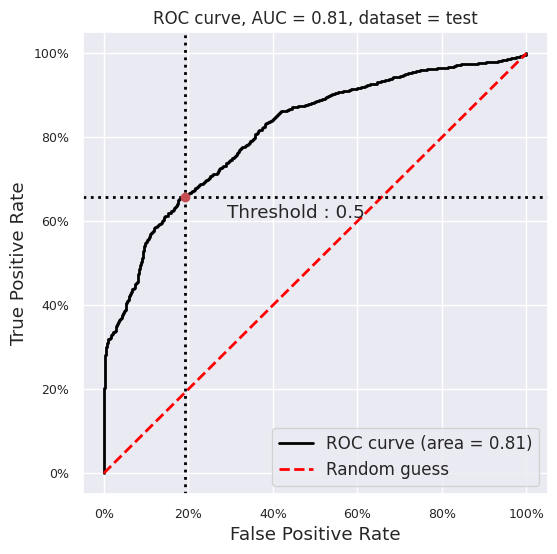 ROC curve, AUC = 0.81, dataset = test
True Positive Rate
100%
80%
60%
40%
20%
0%
Threshold : 0.5
ROC curve (area = 0.81)
Random guess
0%
20%
40%
60%
80%
100%
False Positive Rate